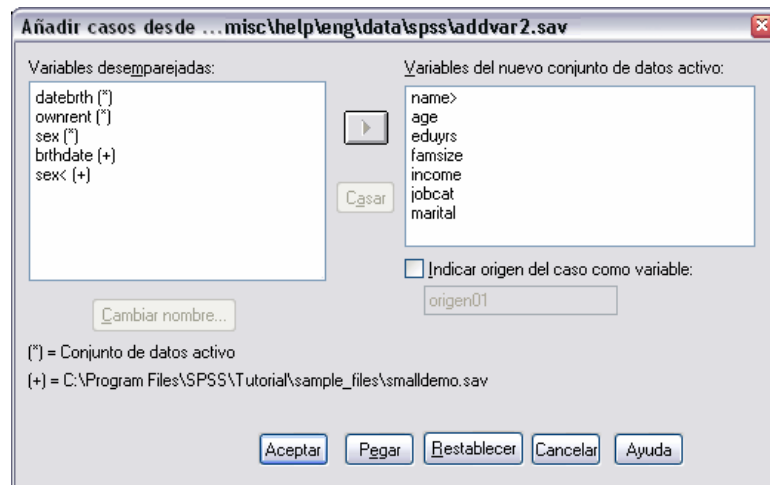 Añadir casos desde ...misc\help\eng\data\spss\addvar2.sav
Variables desemparejadas:
datebrth (*)
ownrent (*)
sex (*)
brthdate (+)
sex< (+)
Casar
Variables del nuevo conjunto de datos activo:
name>
age
eduyrs
famsize
income
jobcat
marital
Indicar origen del caso como variable:
origen01
Cambiar nombre...
(*) = Conjunto de datos activo
(+) = C:\Program Files\SPSS\Tutorial\sample_files\smalldemo.sav
Aceptar
Pegar
Restablecer
Cancelar
Ayuda